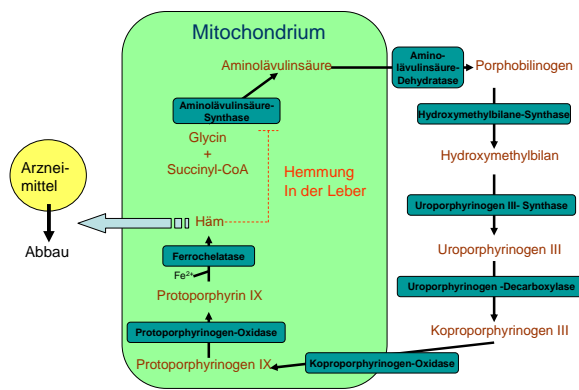 Mitochondrium
Aminolävulinsäure
Amino-
lävulinsäure-
Dehydratase
Porphobilinogen
Aminolävulinsäure-
Synthase
Hydroxymethylbilane-Synthase
Glycin
+
Succinyl-CoA
Hemmung
In der Leber
Hydroxymethylbilan
Arznei-
mittel
Abbau
Häm
Uroporphyrinogen III- Synthase
Ferrochelatase
Fe2+
Uroporphyrinogen III
Protoporphyrin IX
Uroporphyrinogen -Decarboxylase
Protoporphyrinogen-Oxidase
Koproporphyrinogen III
Protoporphyrinogen IX
Koproporphyrinogen-Oxidase